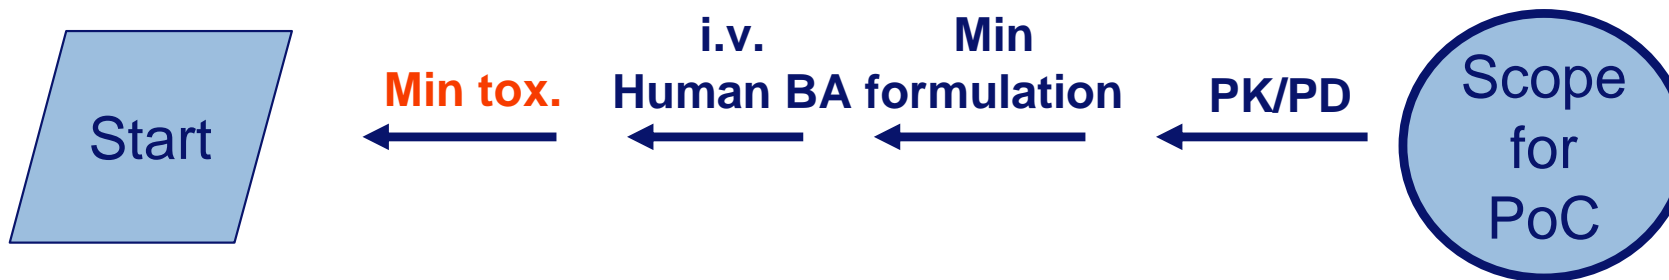 Start
Min tox.
i.v.
Human BA
Min
formulation
PK/PD
Scope
for
PoC